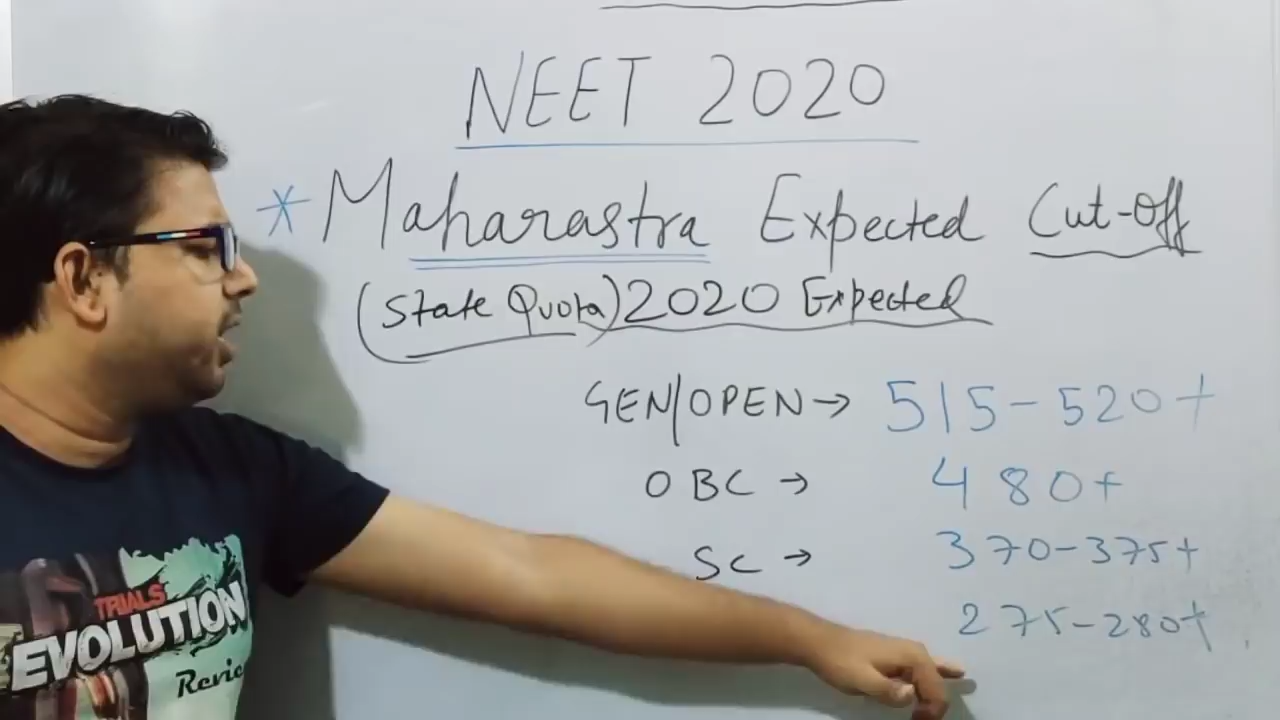 NEET 2020
* Maharastra Expected Cut-Off
(State Quota) 2020 Expected
GEN/OPEN → 515-520+
OBC → 480+
SC → 370-375+
275-280+
TRIALS
EVOLUTION